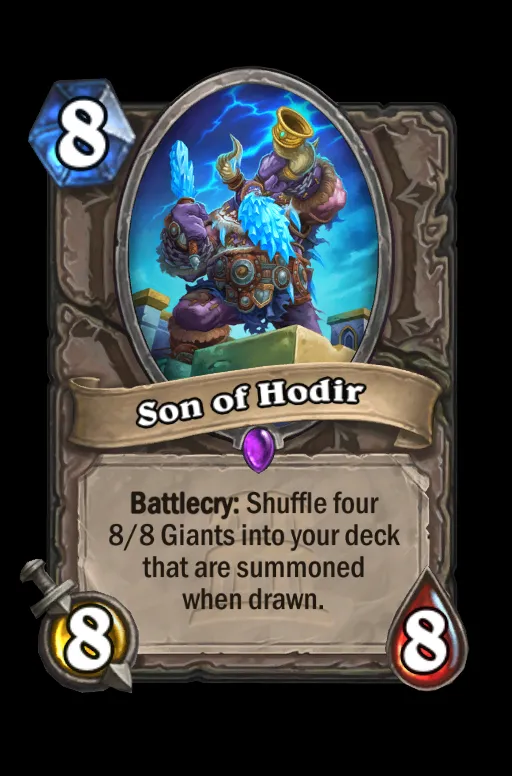 8
Son of Hodir
Battlecry: Shuffle four
8/8 Giants into your deck
that are summoned
when drawn.
8
8